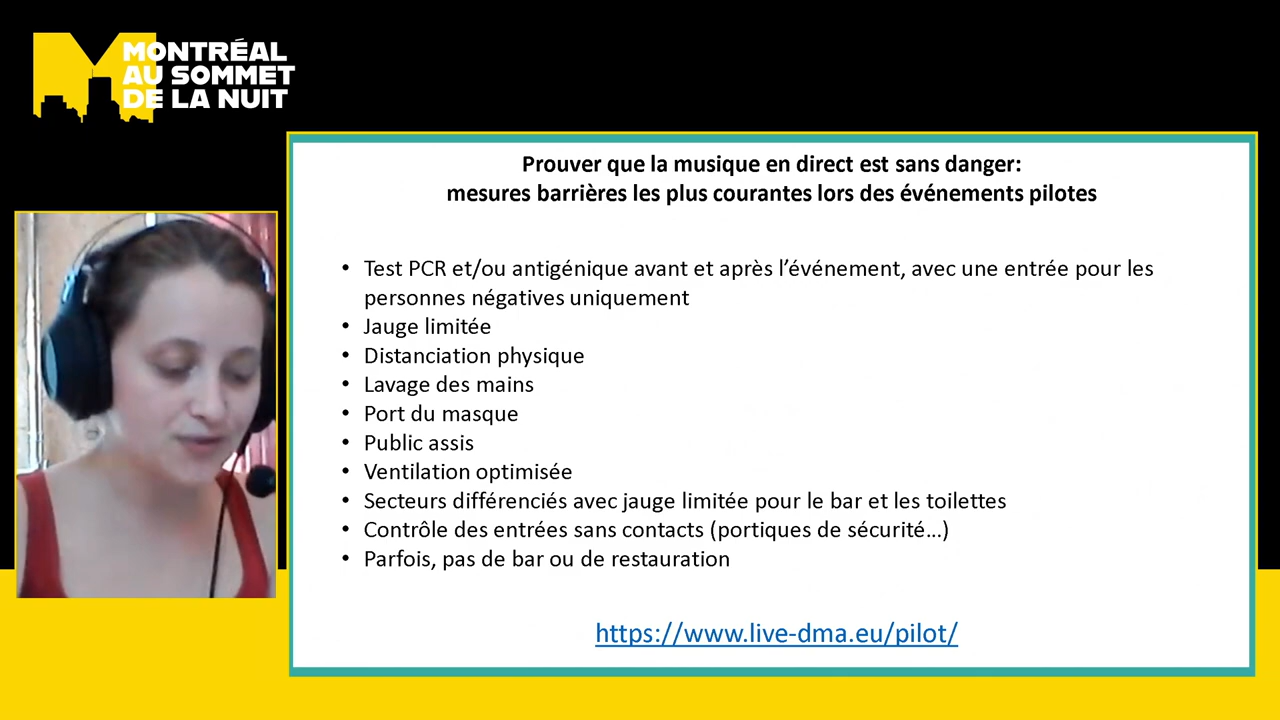 MONTRÉAL
AU SOMMET
DE LA NUIT
Prouver que la musique en direct est sans danger:
mesures barrières les plus courantes lors des événements pilotes
• Test PCR et/ou antigénique avant et après l’événement, avec une entrée pour les
personnes négatives uniquement
• Jauge limitée
• Distanciation physique
• Lavage des mains
• Port du masque
• Public assis
• Ventilation optimisée
• Secteurs différenciés avec jauge limitée pour le bar et les toilettes
• Contrôle des entrées sans contacts (portiques de sécurité…)
• Parfois, pas de bar ou de restauration
https://www.live-dma.eu/pilot/